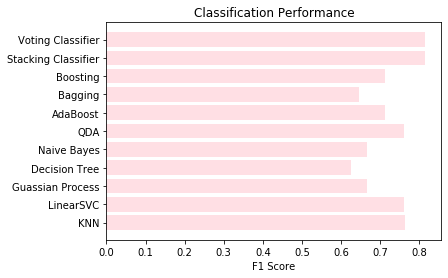 Classification Performance
Voting Classifier
Stacking Classifier
Boosting
Bagging
AdaBoost
QDA
Naive Bayes
Decision Tree
Guassian Process
LinearSVC
KNN
0.0 0.1 0.2 0.3 0.4 0.5 0.6 0.7 0.8
F1 Score